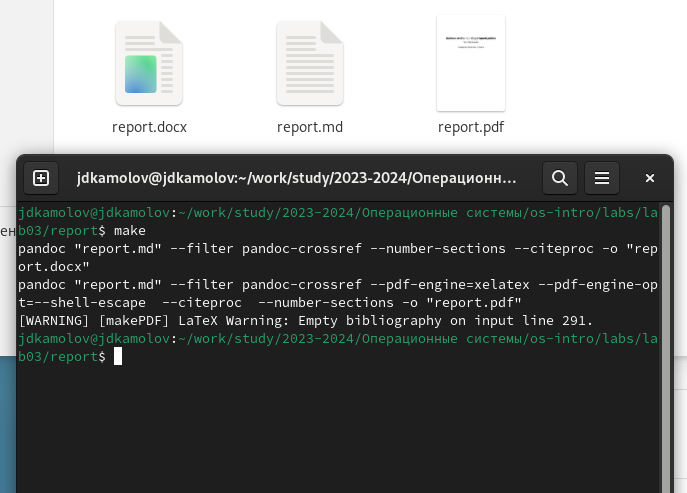 report.docx
report.md
report.pdf
jdkamolov@jdkamolov:~/work/study/2023-2024/Операционн…
ен
jdkamolov@jdkamolov:~/work/study/2023-2024/Операционные системы/os-intro/labs/la
b03/report$ make
pandoc "report.md" --filter pandoc-crossref --number-sections --citeproc -o "rep
ort.docx"
pandoc "report.md" --filter pandoc-crossref --pdf-engine=xelatex --pdf-engine-op
t=--shell-escape  --citeproc  --number-sections -o "report.pdf"
[WARNING] [makePDF] LaTeX Warning: Empty bibliography on input line 291.
jdkamolov@jdkamolov:~/work/study/2023-2024/Операционные системы/os-intro/labs/la
b03/report$